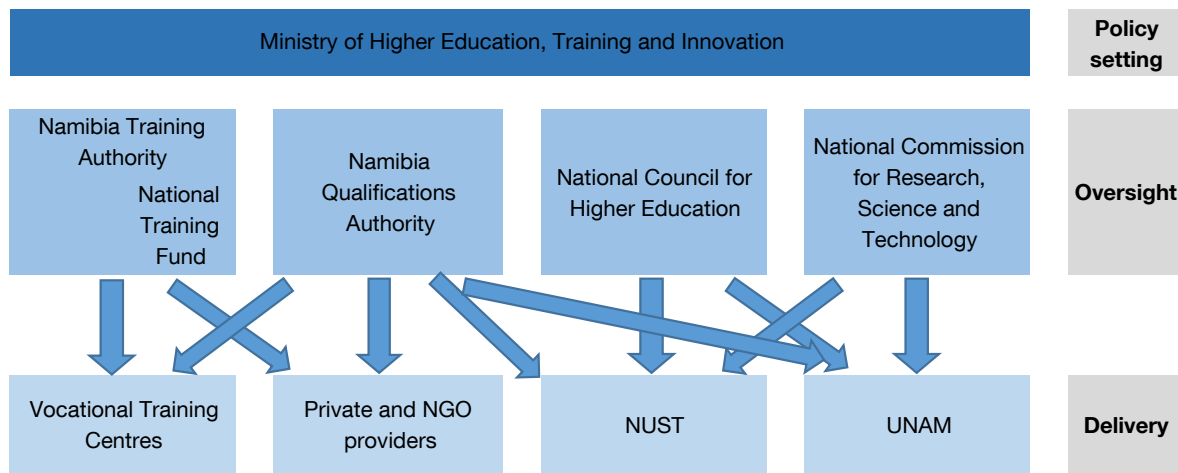 Ministry of Higher Education, Training and Innovation
Policy
setting
Namibia Training
Authority
National
Training
Fund
Namibia
Qualifications
Authority
National Council for
Higher Education
National Commission
for Research,
Science and
Technology
Oversight
Vocational Training
Centres
Private and NGO
providers
NUST
UNAM
Delivery